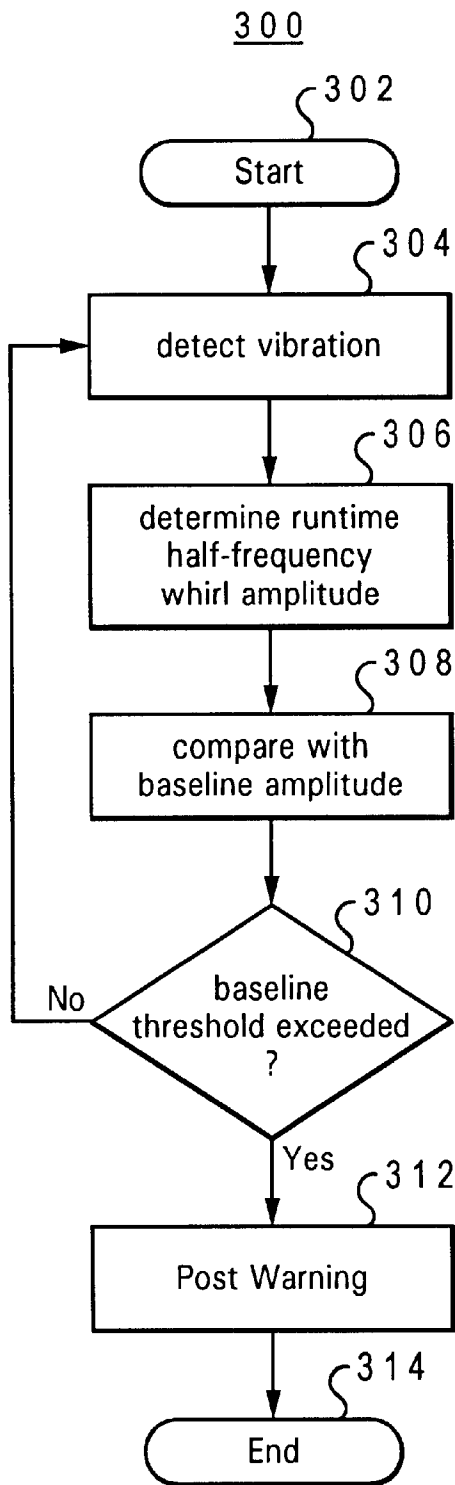 300
302
Start
304
detect vibration
306
determine runtime
half-frequency
whirl amplitude
308
compare with
baseline amplitude
310
baseline
threshold exceeded
?
No
Yes
312
Post Warning
314
End